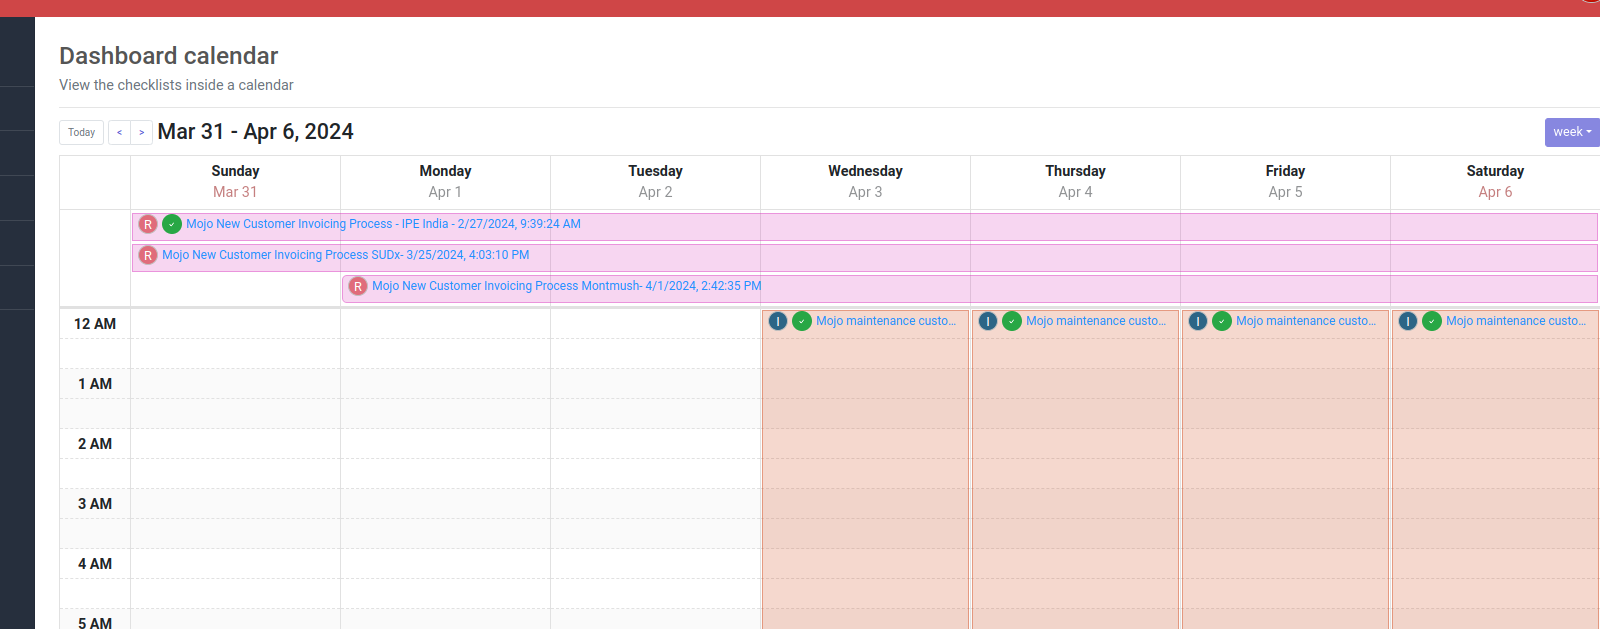 Dashboard calendar
View the checklists inside a calendar
Today < > Mar 31 - Apr 6, 2024 week
Sunday Monday Tuesday Wednesday Thursday Friday Saturday
Mar 31 Apr 1 Apr 2 Apr 3 Apr 4 Apr 5 Apr 6
R Mojo New Customer Invoicing Process - IPE India - 2/27/2024, 9:39:24 AM
R Mojo New Customer Invoicing Process SUDx- 3/25/2024, 4:03:10 PM
R Mojo New Customer Invoicing Process Montmush- 4/1/2024, 2:42:35 PM
12 AM I Mojo maintenance custo... I Mojo maintenance custo... I Mojo maintenance custo... I Mojo maintenance custo...
1 AM
2 AM
3 AM
4 AM
5 AM